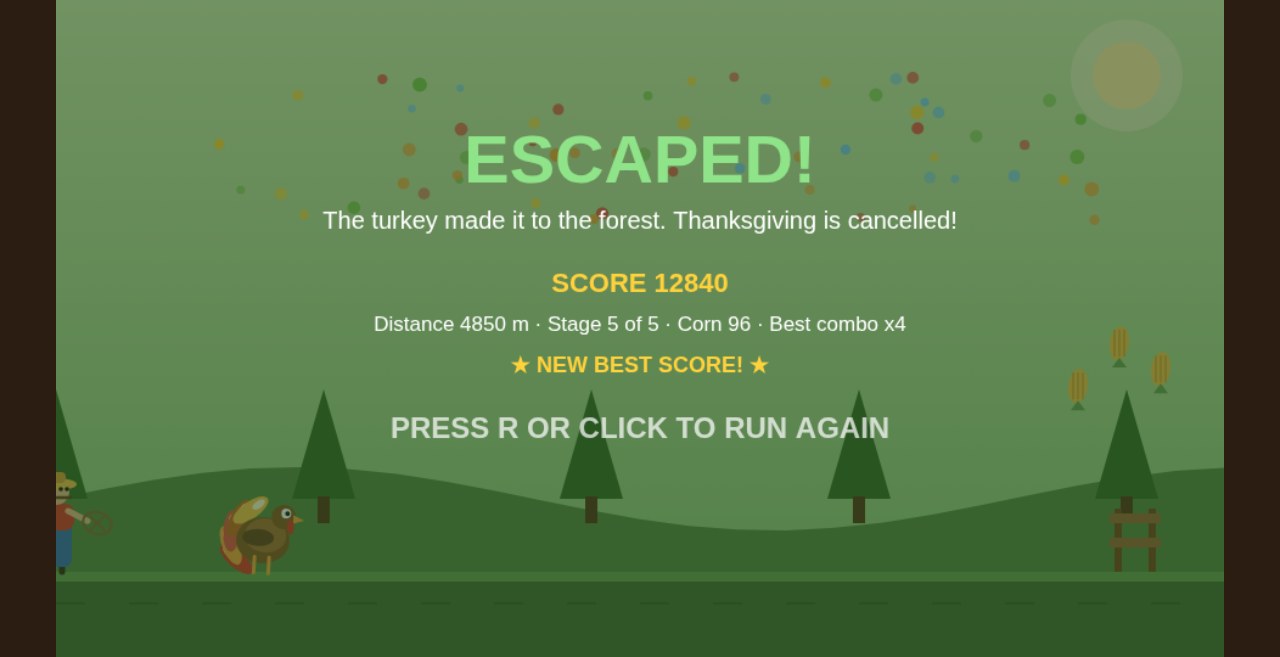 ESCAPED!
The turkey made it to the forest. Thanksgiving is cancelled!
SCORE 12840
Distance 4850 m · Stage 5 of 5 · Corn 96 · Best combo x4
★ NEW BEST SCORE! ★
PRESS R OR CLICK TO RUN AGAIN